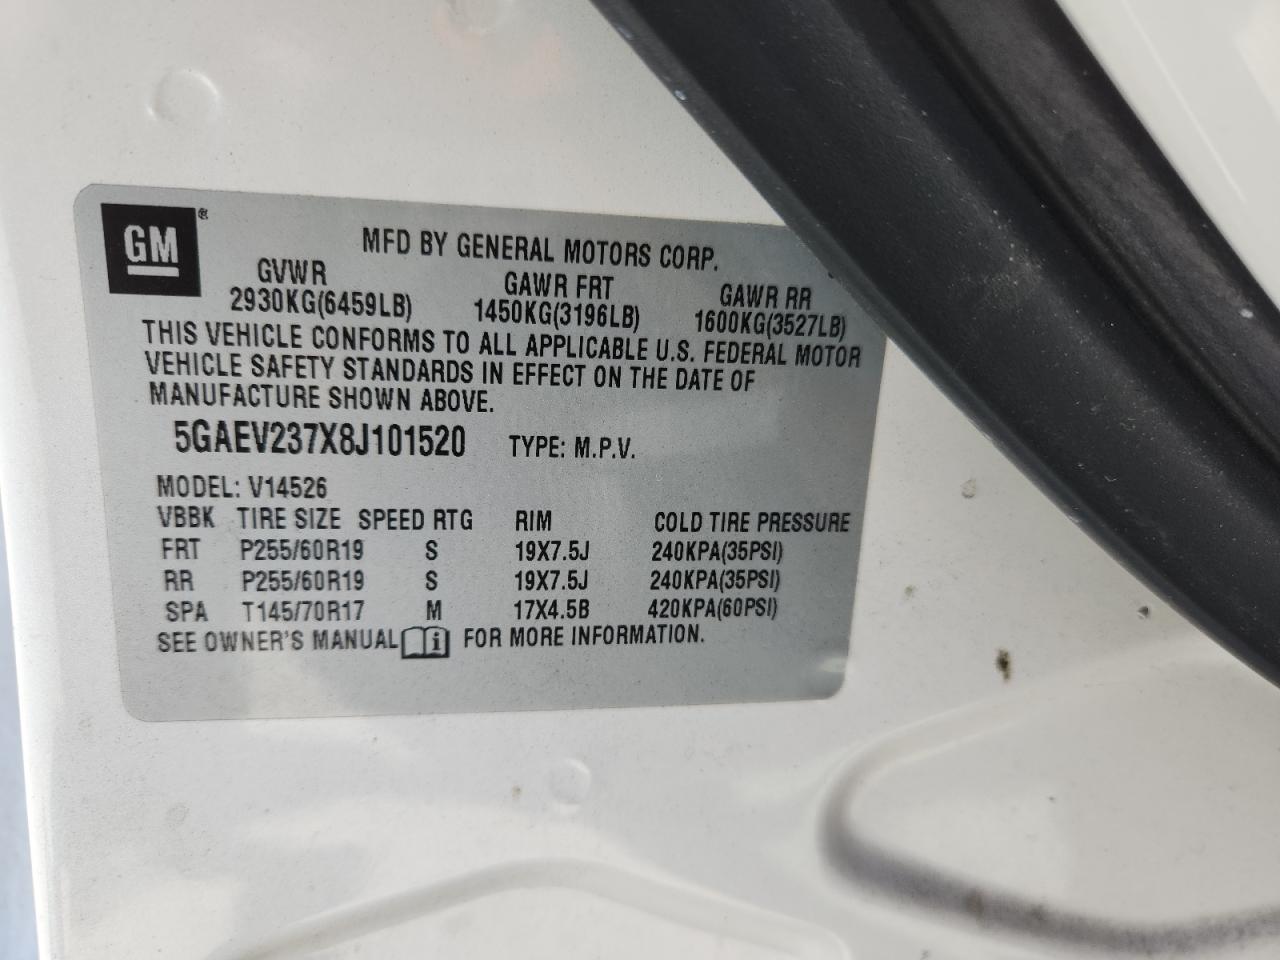 GM ®
MFD BY GENERAL MOTORS CORP.
GVWR GAWR FRT GAWR RR
2930KG(6459LB) 1450KG(3196LB) 1600KG(3527LB)
THIS VEHICLE CONFORMS TO ALL APPLICABLE U.S. FEDERAL MOTOR
VEHICLE SAFETY STANDARDS IN EFFECT ON THE DATE OF
MANUFACTURE SHOWN ABOVE.
5GAEV237X8J101520 TYPE: M.P.V.
MODEL: V14526
VBBK TIRE SIZE SPEED RTG RIM COLD TIRE PRESSURE
FRT P255/60R19 S 19X7.5J 240KPA(35PSI)
RR P255/60R19 S 19X7.5J 240KPA(35PSI)
SPA T145/70R17 M 17X4.5B 420KPA(60PSI)
SEE OWNER'S MANUAL i FOR MORE INFORMATION.